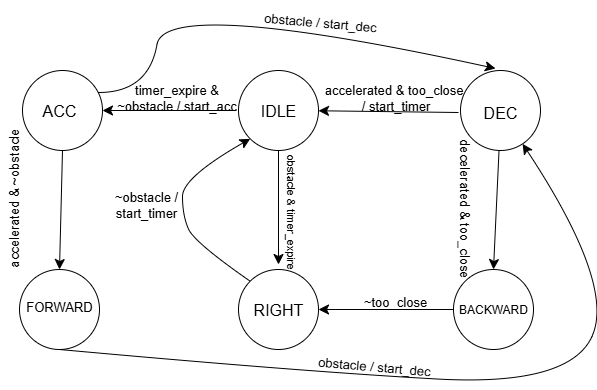 obstacle / start_dec
timer_expire &
~obstacle / start_acc
accelerated & too_close
/ start_timer
ACC
IDLE
DEC
accelerated & ~obstacle
~obstacle /
start_timer
obstacle & timer_expire
decelerated & too_close
FORWARD
RIGHT
~too_close
BACKWARD
obstacle / start_dec